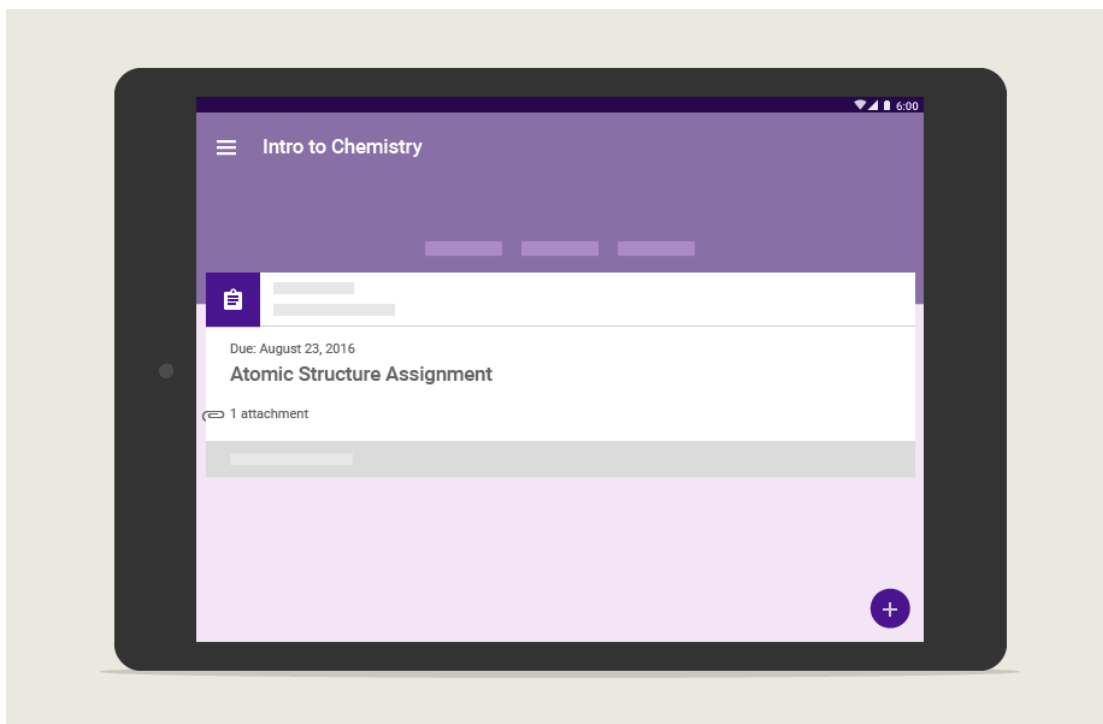 6:00
Intro to Chemistry
Due: August 23, 2016
Atomic Structure Assignment
1 attachment